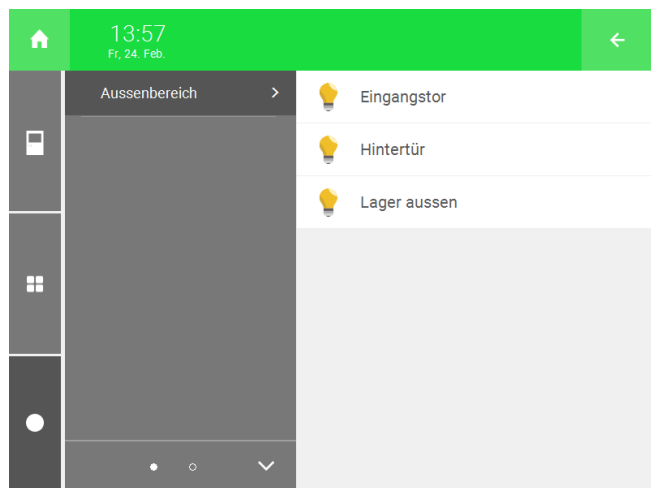 13:57
Fr, 24. Feb.
Aussenbereich
Eingangstor
Hintertür
Lager aussen